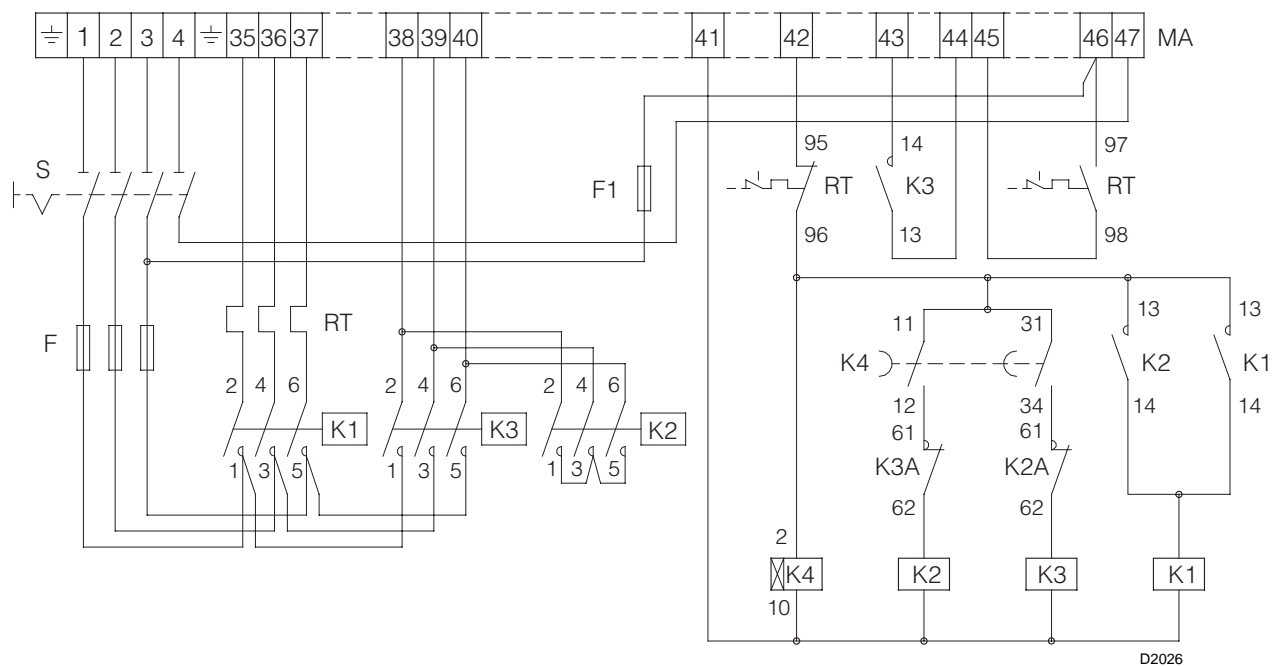 1 2 3 4 35 36 37 38 39 40 41 42 43 44 45 46 47 MA
95 14 97
S F1 RT K3 RT
96 13 98
F RT 11 31 13 13
K4 K2 K1
2 4 6 2 4 6 2 4 6 12 34 14 14
K1 K3 K2 61 61
1 3 5 1 3 5 1 3 5 K3A K2A
62 62
2
K4 K2 K3 K1
10
D2026